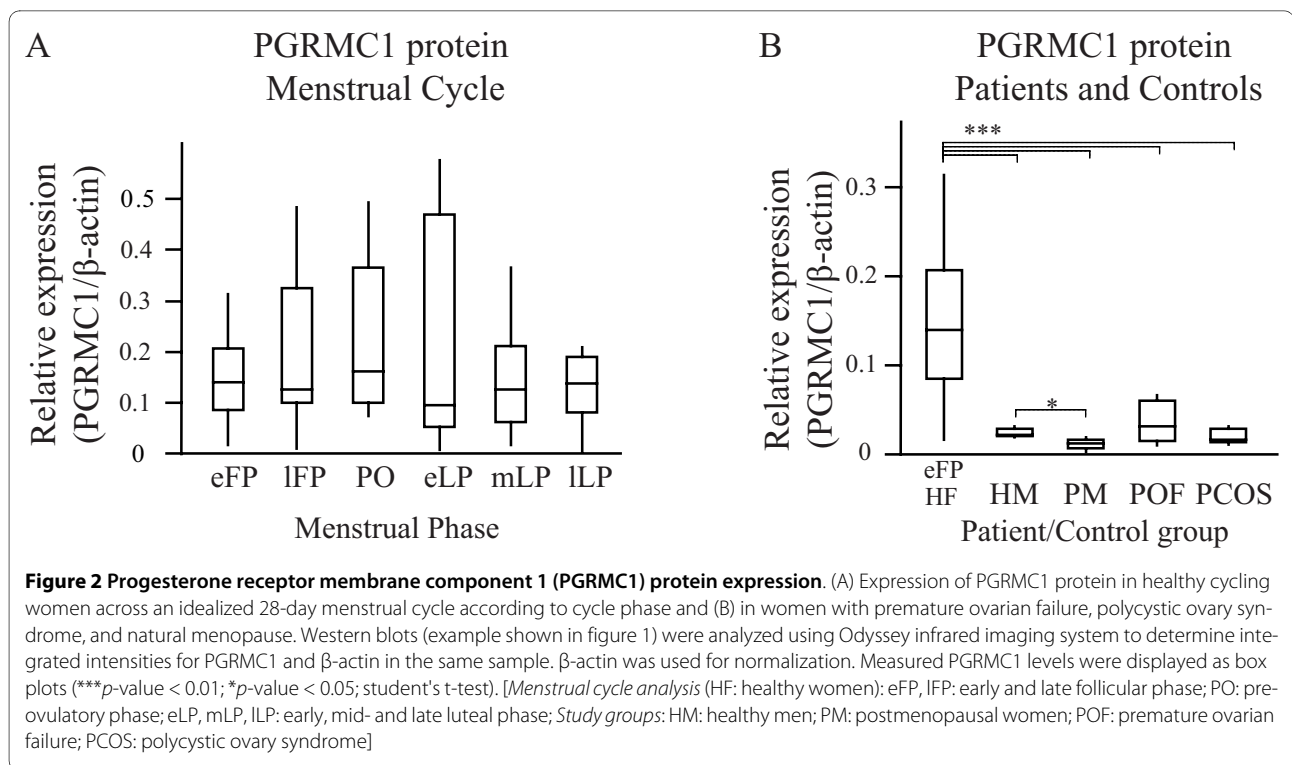 A
PGRMC1 protein
Menstrual Cycle
Relative expression
(PGRMC1/β-actin)
0.5
0.4
0.3
0.2
0.1
0
eFP lFP PO eLP mLP lLP
Menstrual Phase
B
PGRMC1 protein
Patients and Controls
Relative expression
(PGRMC1/β-actin)
***
0.3
0.2
0.1
0
*
eFP
HF HM PM POF PCOS
Patient/Control group
Figure 2 Progesterone receptor membrane component 1 (PGRMC1) protein expression. (A) Expression of PGRMC1 protein in healthy cycling
women across an idealized 28-day menstrual cycle according to cycle phase and (B) in women with premature ovarian failure, polycystic ovary syn-
drome, and natural menopause. Western blots (example shown in figure 1) were analyzed using Odyssey infrared imaging system to determine inte-
grated intensities for PGRMC1 and β-actin in the same sample. β-actin was used for normalization. Measured PGRMC1 levels were displayed as box
plots (***p-value < 0.01; *p-value < 0.05; student's t-test). [Menstrual cycle analysis (HF: healthy women): eFP, lFP: early and late follicular phase; PO: pre-
ovulatory phase; eLP, mLP, lLP: early, mid- and late luteal phase; Study groups: HM: healthy men; PM: postmenopausal women; POF: premature ovarian
failure; PCOS: polycystic ovary syndrome]